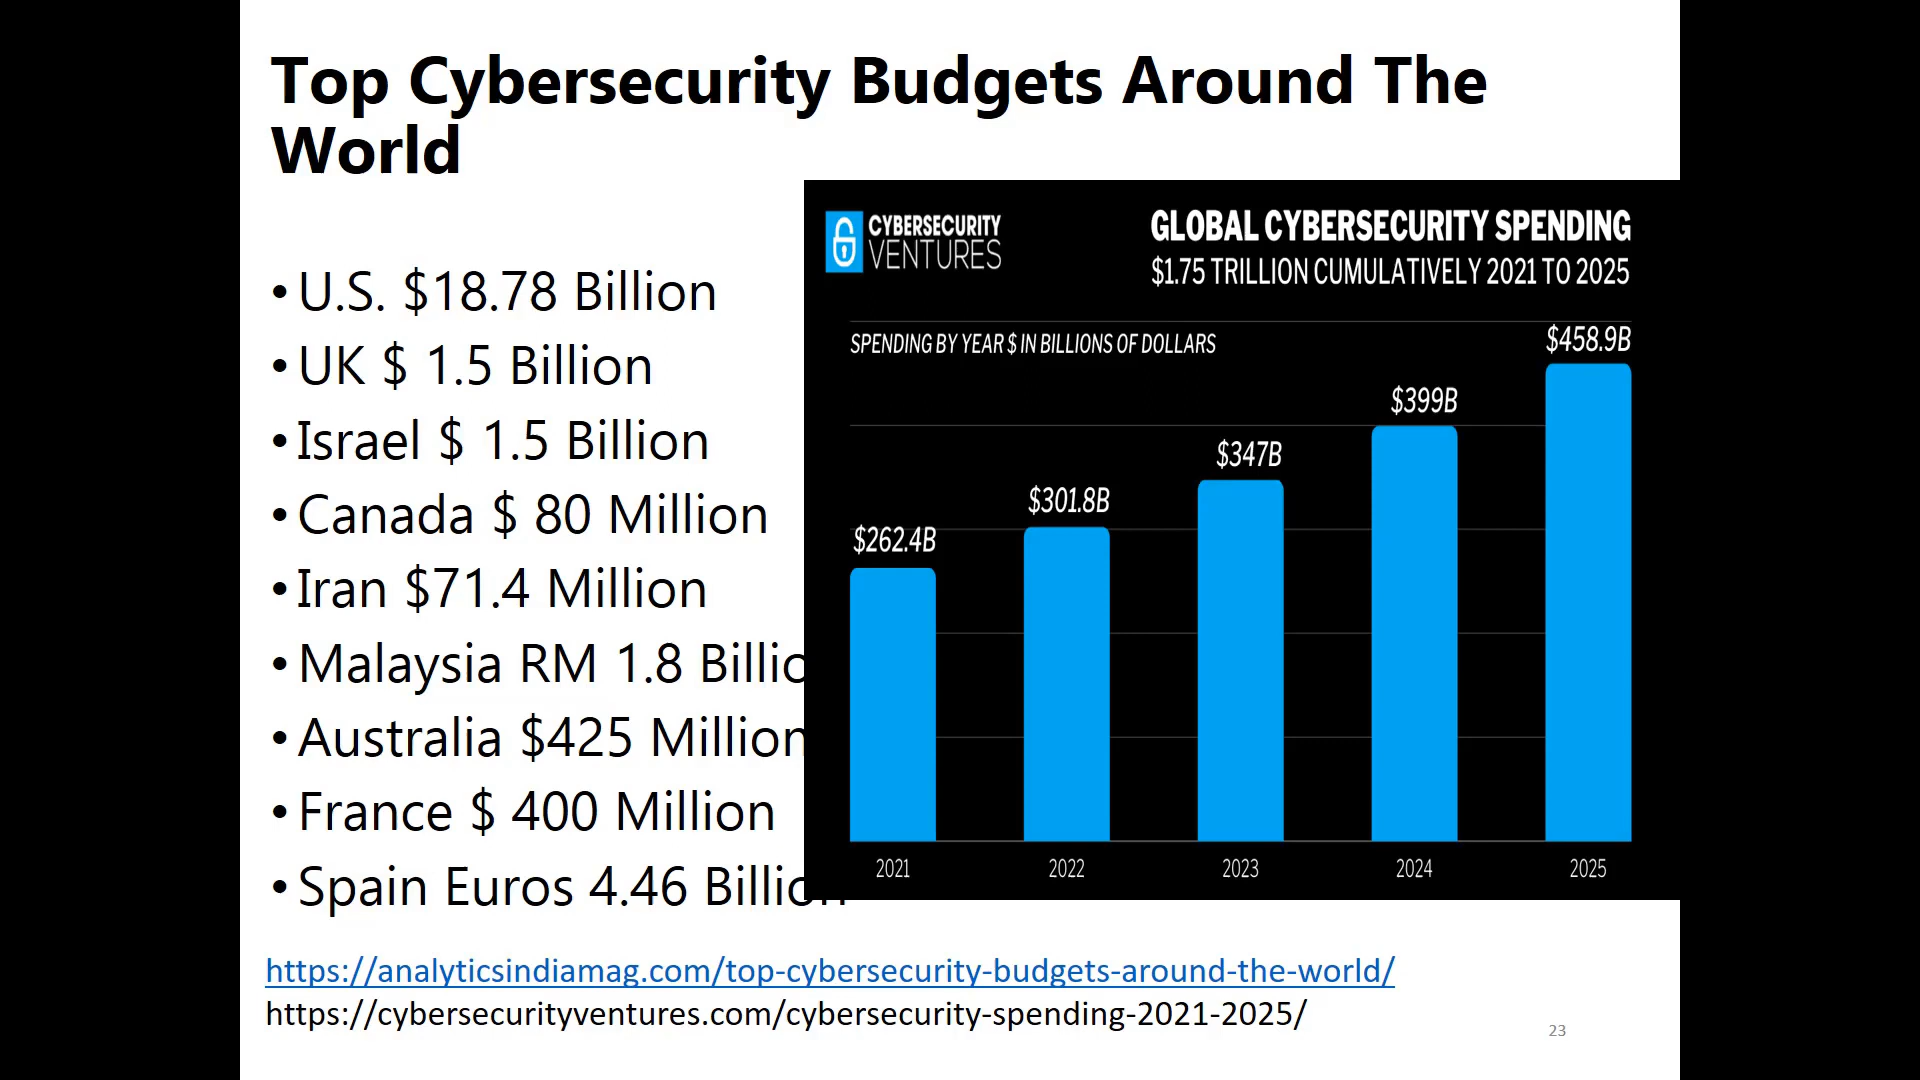 Top Cybersecurity Budgets Around The
World
• U.S. $18.78 Billion
• UK $ 1.5 Billion
• Israel $ 1.5 Billion
• Canada $ 80 Million
• Iran $71.4 Million
• Malaysia RM 1.8 Billio
• Australia $425 Million
• France $ 400 Million
• Spain Euros 4.46 Billion
CYBERSECURITY
VENTURES
GLOBAL CYBERSECURITY SPENDING
$1.75 TRILLION CUMULATIVELY 2021 TO 2025
SPENDING BY YEAR $ IN BILLIONS OF DOLLARS
$262.4B
$301.8B
$347B
$399B
$458.9B
2021
2022
2023
2024
2025
https://analyticsindiamag.com/top-cybersecurity-budgets-around-the-world/
https://cybersecurityventures.com/cybersecurity-spending-2021-2025/
23